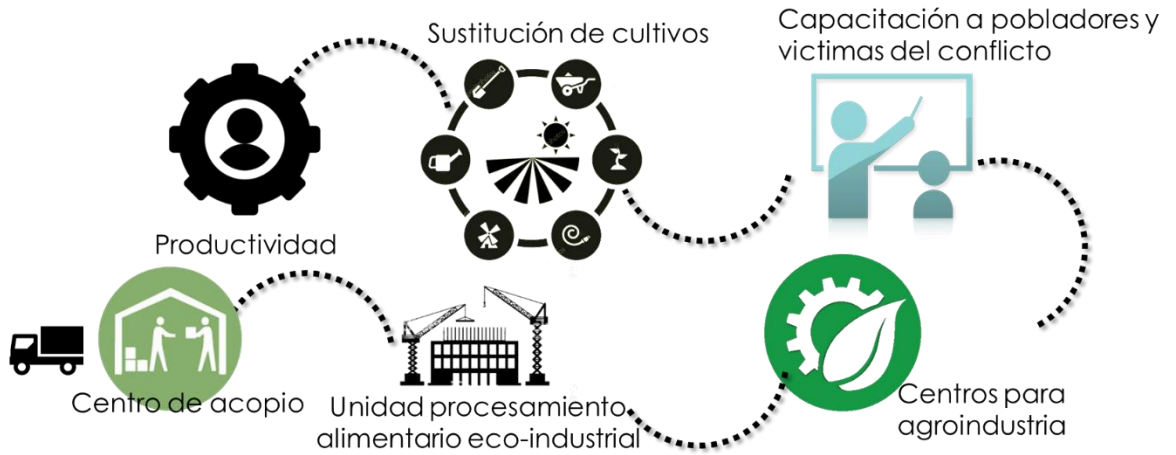 Sustitución de cultivos
Capacitación a pobladores y
victimas del conflicto
Productividad
Centro de acopio
Unidad procesamiento
alimentario eco-industrial
Centros para
agroindustria